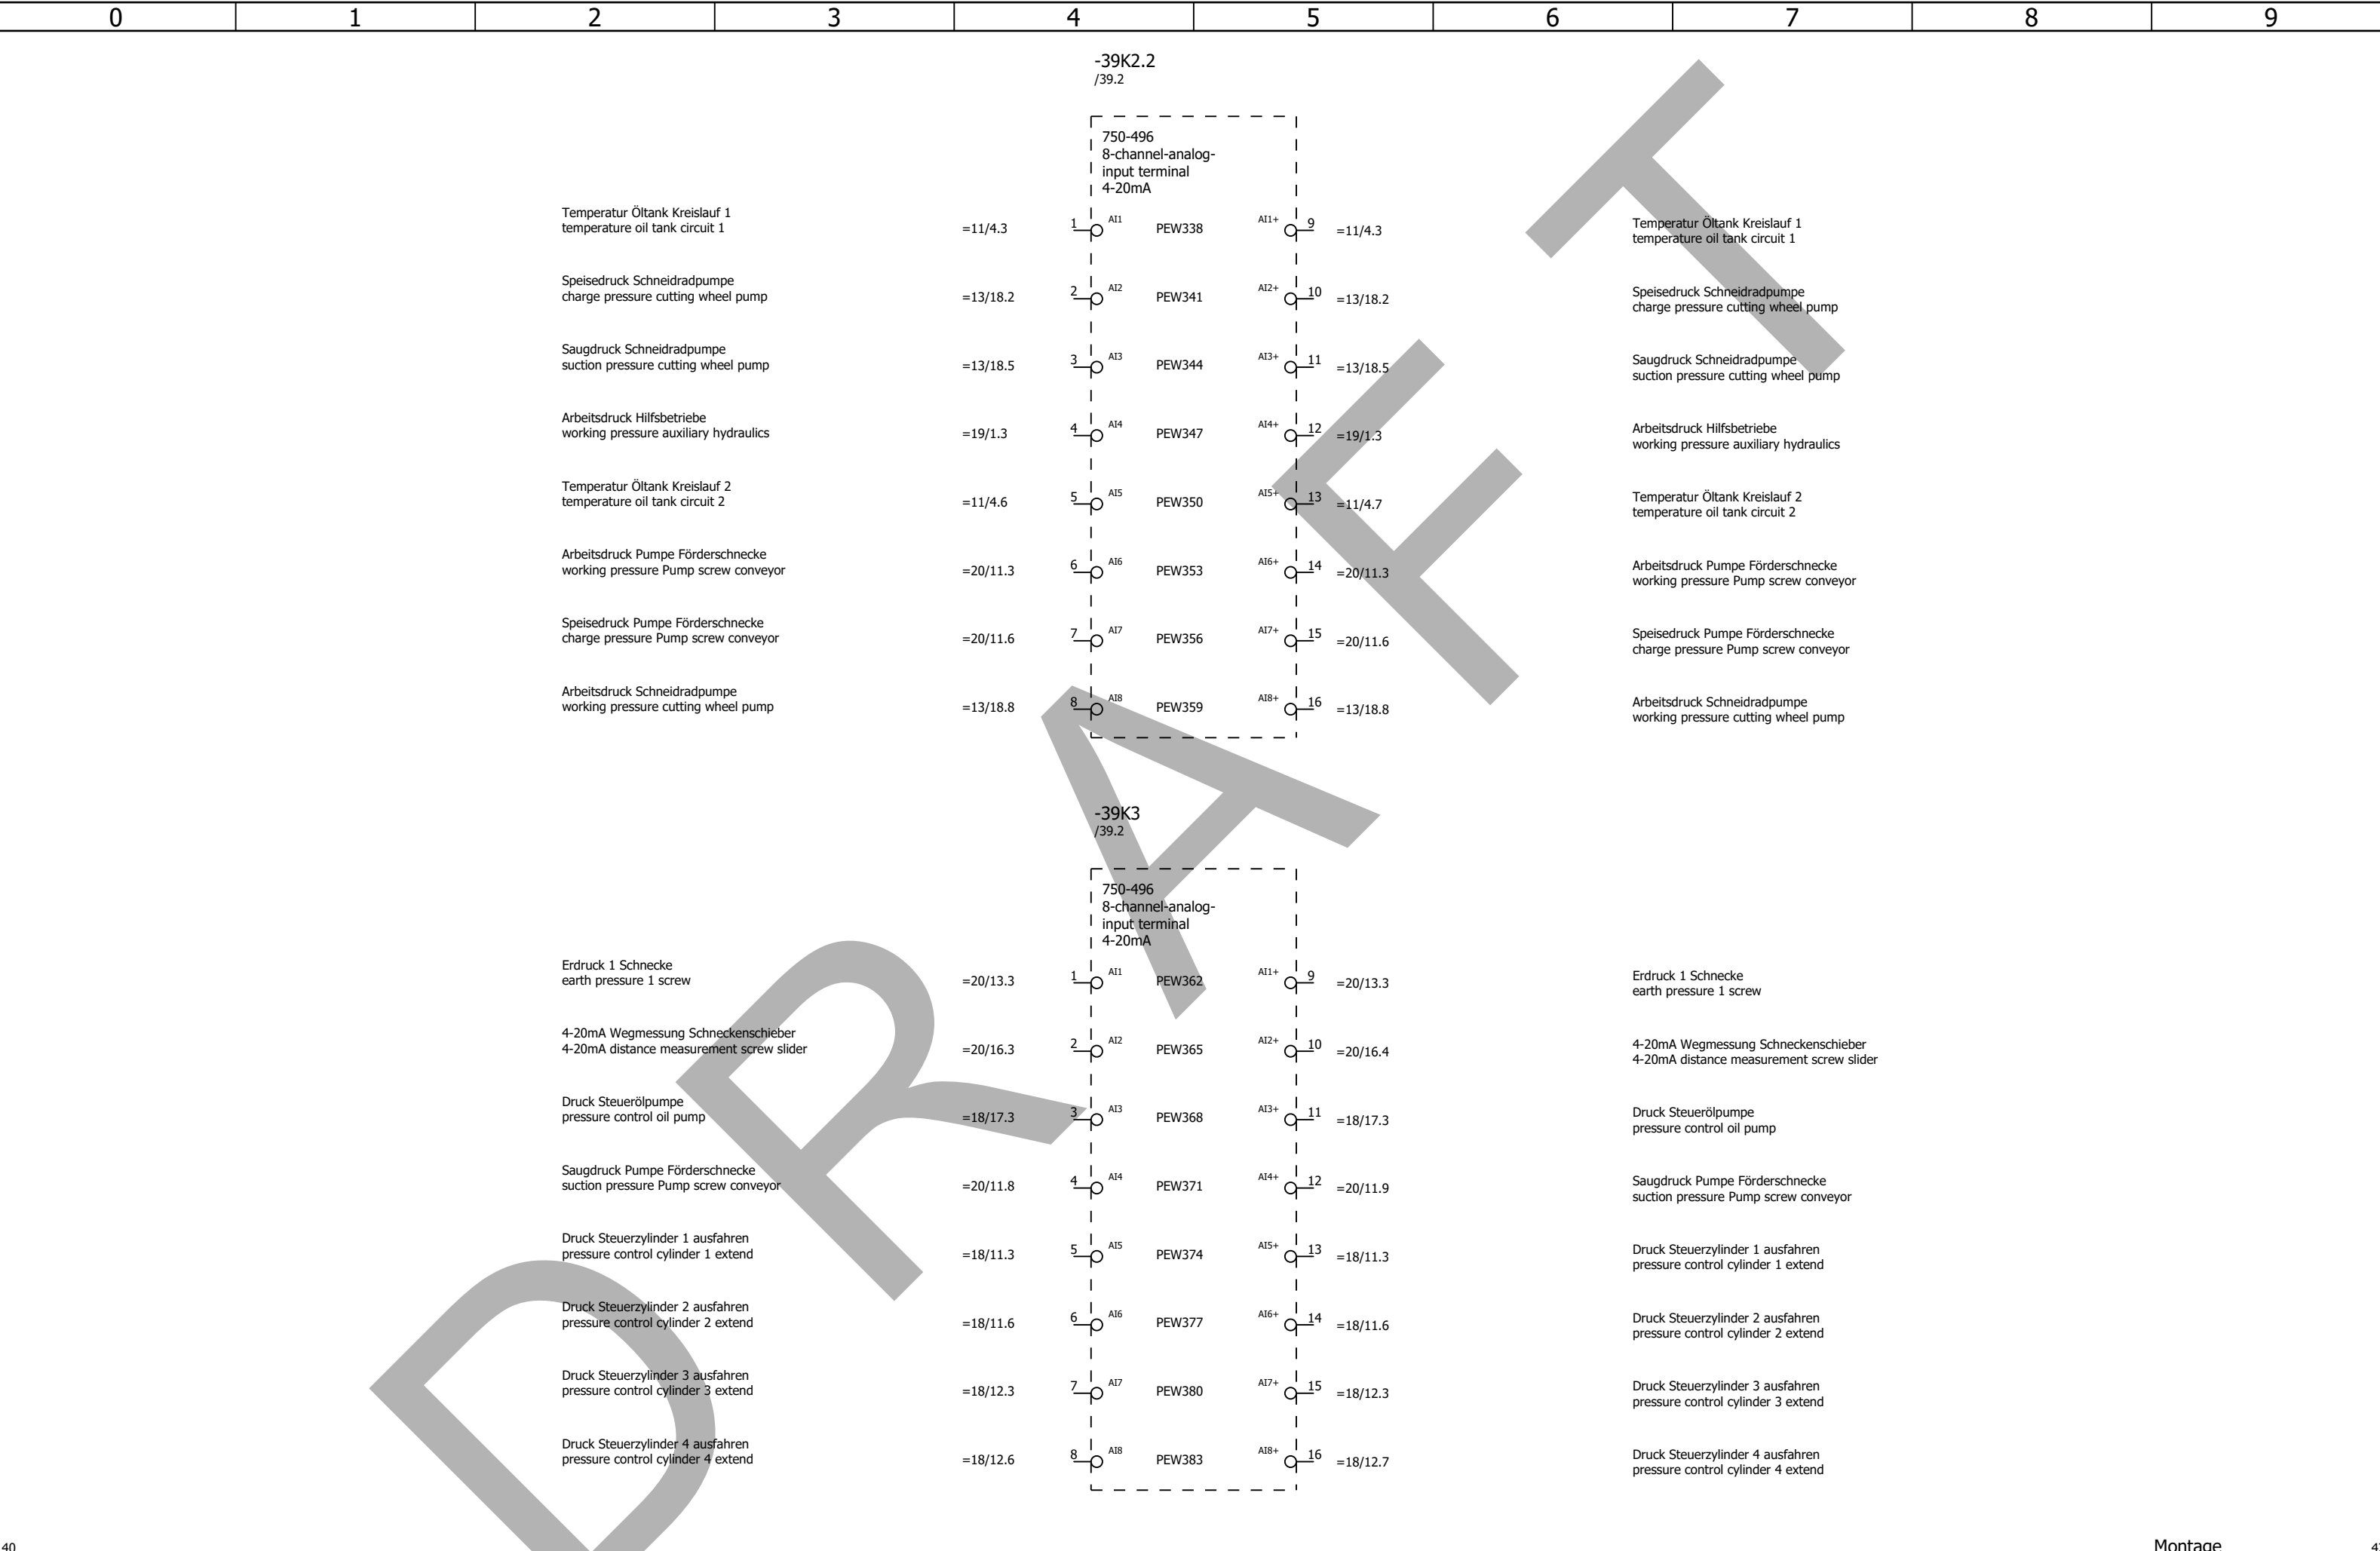 0 1 2 3 4 5 6 7 8 9
-39K2.2
/39.2
750-496
8-channel-analog-
input terminal
4-20mA
Temperatur Öltank Kreislauf 1
temperature oil tank circuit 1
=11/4.3 1 AI1 PEW338 AI1+ 9 =11/4.3
Temperatur Öltank Kreislauf 1
temperature oil tank circuit 1
Speisedruck Schneidradpumpe
charge pressure cutting wheel pump
=13/18.2 2 AI2 PEW341 AI2+ 10 =13/18.2
Speisedruck Schneidradpumpe
charge pressure cutting wheel pump
Saugdruck Schneidradpumpe
suction pressure cutting wheel pump
=13/18.5 3 AI3 PEW344 AI3+ 11 =13/18.5
Saugdruck Schneidradpumpe
suction pressure cutting wheel pump
Arbeitsdruck Hilfsbetriebe
working pressure auxiliary hydraulics
=19/1.3 4 AI4 PEW347 AI4+ 12 =19/1.3
Arbeitsdruck Hilfsbetriebe
working pressure auxiliary hydraulics
Temperatur Öltank Kreislauf 2
temperature oil tank circuit 2
=11/4.6 5 AI5 PEW350 AI5+ 13 =11/4.7
Temperatur Öltank Kreislauf 2
temperature oil tank circuit 2
Arbeitsdruck Pumpe Förderschnecke
working pressure Pump screw conveyor
=20/11.3 6 AI6 PEW353 AI6+ 14 =20/11.3
Arbeitsdruck Pumpe Förderschnecke
working pressure Pump screw conveyor
Speisedruck Pumpe Förderschnecke
charge pressure Pump screw conveyor
=20/11.6 7 AI7 PEW356 AI7+ 15 =20/11.6
Speisedruck Pumpe Förderschnecke
charge pressure Pump screw conveyor
Arbeitsdruck Schneidradpumpe
working pressure cutting wheel pump
=13/18.8 8 AI8 PEW359 AI8+ 16 =13/18.8
Arbeitsdruck Schneidradpumpe
working pressure cutting wheel pump
-39K3
/39.2
750-496
8-channel-analog-
input terminal
4-20mA
Erdruck 1 Schnecke
earth pressure 1 screw
=20/13.3 1 AI1 PEW362 AI1+ 9 =20/13.3
Erdruck 1 Schnecke
earth pressure 1 screw
4-20mA Wegmessung Schneckenschieber
4-20mA distance measurement screw slider
=20/16.3 2 AI2 PEW365 AI2+ 10 =20/16.4
4-20mA Wegmessung Schneckenschieber
4-20mA distance measurement screw slider
Druck Steuerölpumpe
pressure control oil pump
=18/17.3 3 AI3 PEW368 AI3+ 11 =18/17.3
Druck Steuerölpumpe
pressure control oil pump
Saugdruck Pumpe Förderschnecke
suction pressure Pump screw conveyor
=20/11.8 4 AI4 PEW371 AI4+ 12 =20/11.9
Saugdruck Pumpe Förderschnecke
suction pressure Pump screw conveyor
Druck Steuerzylinder 1 ausfahren
pressure control cylinder 1 extend
=18/11.3 5 AI5 PEW374 AI5+ 13 =18/11.3
Druck Steuerzylinder 1 ausfahren
pressure control cylinder 1 extend
Druck Steuerzylinder 2 ausfahren
pressure control cylinder 2 extend
=18/11.6 6 AI6 PEW377 AI6+ 14 =18/11.6
Druck Steuerzylinder 2 ausfahren
pressure control cylinder 2 extend
Druck Steuerzylinder 3 ausfahren
pressure control cylinder 3 extend
=18/12.3 7 AI7 PEW380 AI7+ 15 =18/12.3
Druck Steuerzylinder 3 ausfahren
pressure control cylinder 3 extend
Druck Steuerzylinder 4 ausfahren
pressure control cylinder 4 extend
=18/12.6 8 AI8 PEW383 AI8+ 16 =18/12.7
Druck Steuerzylinder 4 ausfahren
pressure control cylinder 4 extend
DRAFT
40
Montage